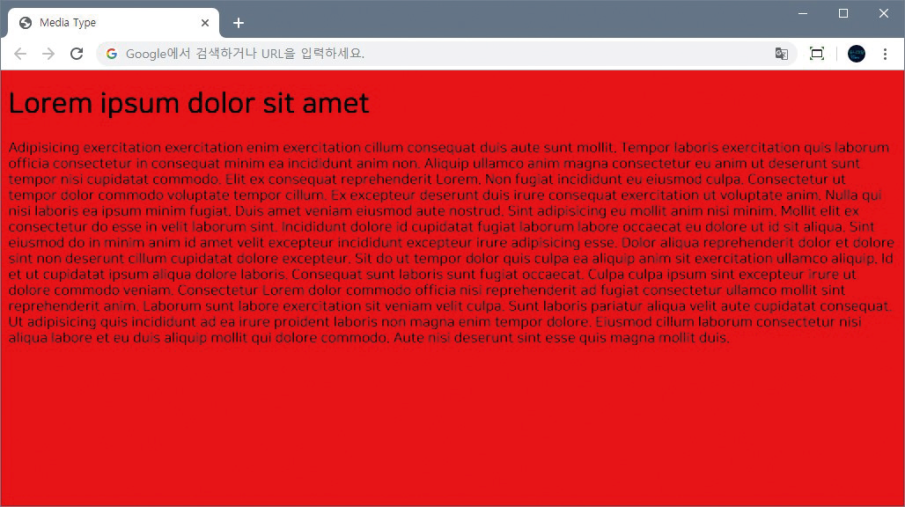 Media Type
Google에서 검색하거나 URL을 입력하세요.
Lorem ipsum dolor sit amet
Adipisicing exercitation exercitation enim exercitation cillum consequat duis aute sunt mollit. Tempor laboris exercitation quis laborum
officia consectetur in consequat minim ea incididunt anim non. Aliquip ullamco anim magna consectetur eu anim ut deserunt sunt
tempor nisi cupidatat commodo. Elit ex consequat reprehenderit Lorem. Non fugiat incididunt eu eiusmod culpa. Consectetur ut
tempor dolor commodo voluptate tempor cillum. Ex excepteur deserunt duis irure consequat exercitation ut voluptate anim. Nulla qui
nisi laboris ea ipsum minim fugiat. Duis amet veniam eiusmod aute nostrud. Sint adipisicing eu mollit anim nisi minim. Mollit elit ex
consectetur do esse in velit laborum sint. Incididunt dolore id cupidatat fugiat laborum labore occaecat eu dolore ut id sit aliqua. Sint
eiusmod do in minim anim id amet velit excepteur incididunt excepteur irure adipisicing esse. Dolor aliqua reprehenderit dolor et dolore
sint non deserunt cillum cupidatat dolore excepteur. Sit do ut tempor dolor quis culpa ea aliquip anim sit exercitation ullamco aliquip. Id
et ut cupidatat ipsum aliqua dolore laboris. Consequat sunt laboris sunt fugiat occaecat. Culpa culpa ipsum sint excepteur irure ut
dolore commodo veniam. Consectetur Lorem dolor commodo officia nisi reprehenderit ad fugiat consectetur ullamco mollit sint
reprehenderit anim. Laborum sunt labore exercitation sit veniam velit culpa. Sunt laboris pariatur aliqua velit aute cupidatat consequat.
Ut adipisicing quis incididunt ad ea irure proident laboris non magna enim tempor dolore. Eiusmod cillum laborum consectetur nisi
aliqua labore et eu duis aliquip mollit qui dolore commodo. Aute nisi deserunt sint esse quis magna mollit duis.